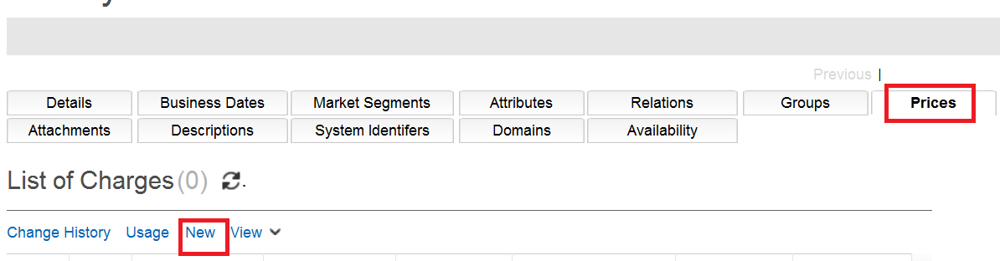 Previous |
Details Business Dates Market Segments Attributes Relations Groups Prices
Attachments Descriptions System Identifers Domains Availability
List of Charges (0) .
Change History Usage New View